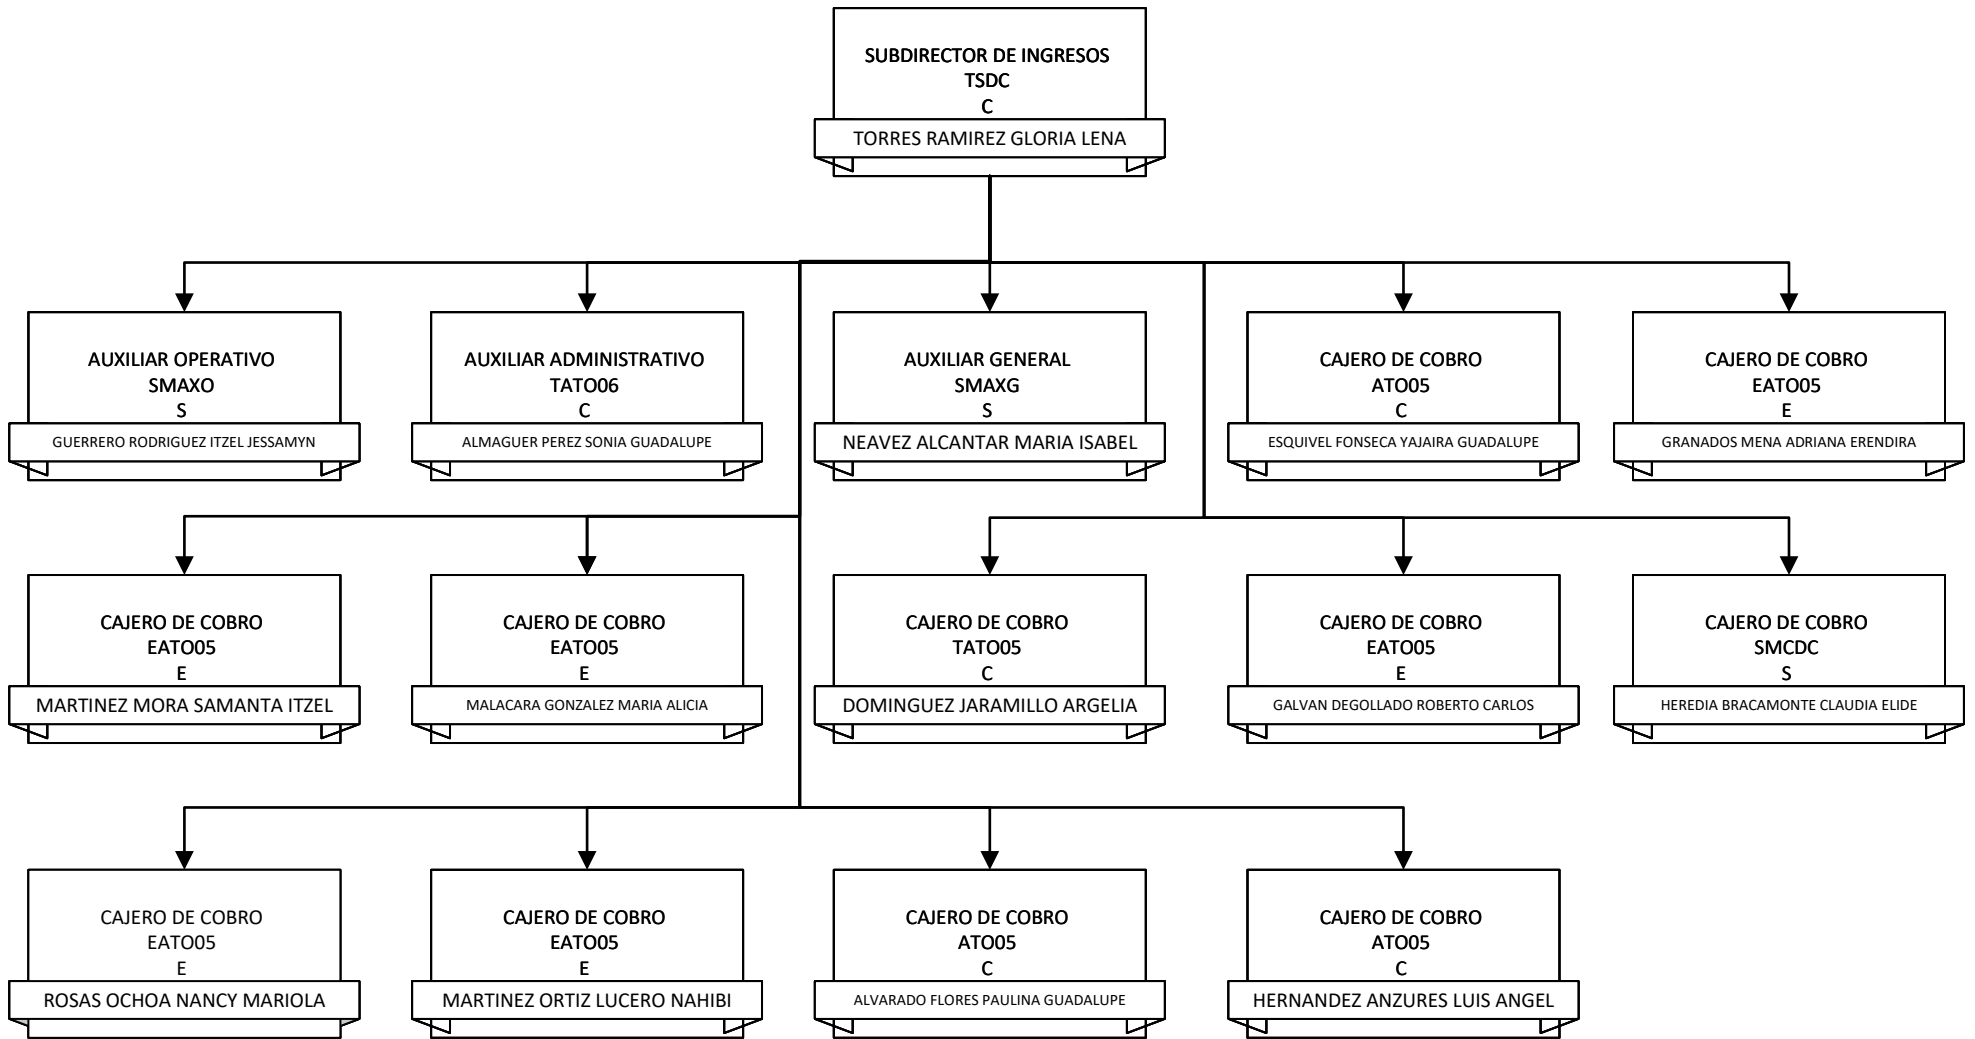 SUBDIRECTOR DE INGRESOS
TSDC
C
TORRES RAMIREZ GLORIA LENA
AUXILIAR OPERATIVO
SMAXO
S
GUERRERO RODRIGUEZ ITZEL JESSAMYN
AUXILIAR ADMINISTRATIVO
TATO06
C
ALMAGUER PEREZ SONIA GUADALUPE
AUXILIAR GENERAL
SMAXG
S
NEAVEZ ALCANTAR MARIA ISABEL
CAJERO DE COBRO
ATO05
C
ESQUIVEL FONSECA YAJAIRA GUADALUPE
CAJERO DE COBRO
EATO05
E
GRANADOS MENA ADRIANA ERENDIRA
CAJERO DE COBRO
EATO05
E
MARTINEZ MORA SAMANTA ITZEL
CAJERO DE COBRO
EATO05
E
MALACARA GONZALEZ MARIA ALICIA
CAJERO DE COBRO
TATO05
C
DOMINGUEZ JARAMILLO ARGELIA
CAJERO DE COBRO
EATO05
E
GALVAN DEGOLLADO ROBERTO CARLOS
CAJERO DE COBRO
SMCDC
S
HEREDIA BRACAMONTE CLAUDIA ELIDE
CAJERO DE COBRO
EATO05
E
ROSAS OCHOA NANCY MARIOLA
CAJERO DE COBRO
EATO05
E
MARTINEZ ORTIZ LUCERO NAHIBI
CAJERO DE COBRO
ATO05
C
ALVARADO FLORES PAULINA GUADALUPE
CAJERO DE COBRO
ATO05
C
HERNANDEZ ANZURES LUIS ANGEL